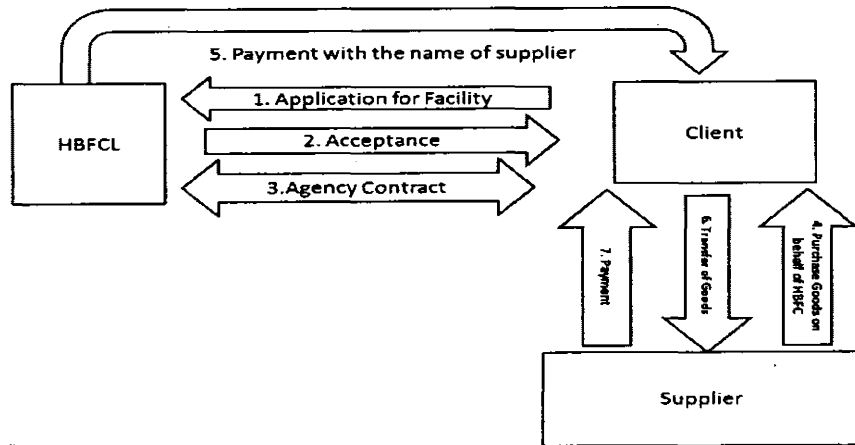 5. Payment with the name of supplier
1. Application for Facility
HBFCL
2. Acceptance
Client
3.Agency Contract
7. Payment
6.Transfer of Goods
4. Purchase Goods on
behalf of HBFC
Supplier